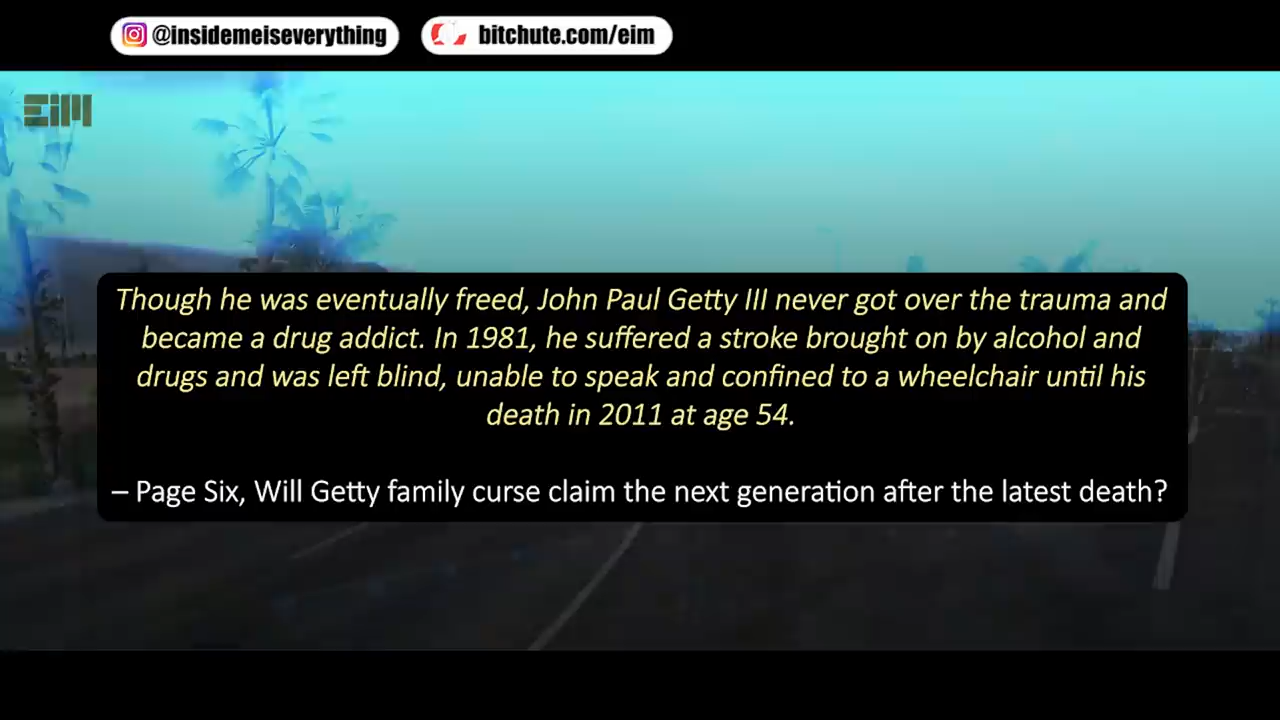 @insidemeiseverything
bitchute.com/eim
EiM
Though he was eventually freed, John Paul Getty III never got over the trauma and
became a drug addict. In 1981, he suffered a stroke brought on by alcohol and
drugs and was left blind, unable to speak and confined to a wheelchair until his
death in 2011 at age 54.
– Page Six, Will Getty family curse claim the next generation after the latest death?